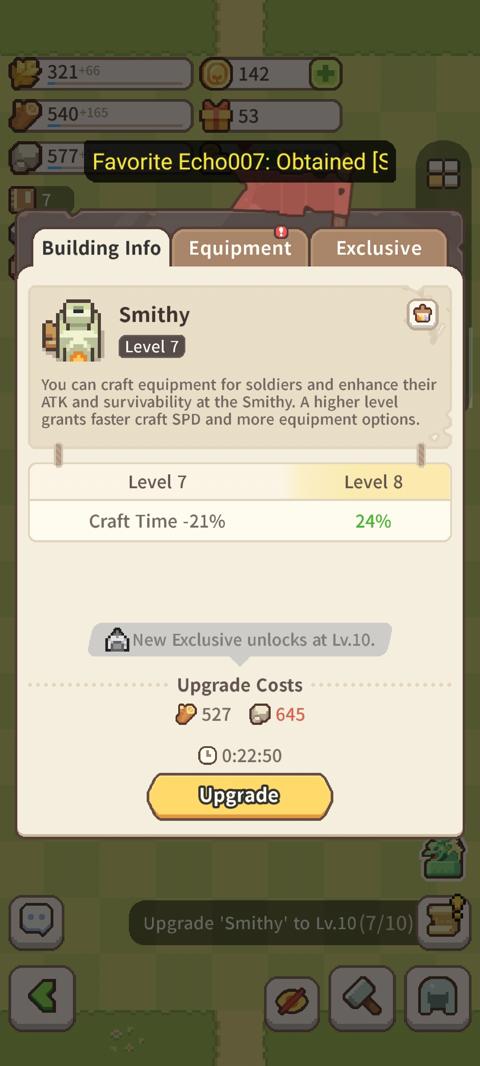 321+66
142
540+165
53
577+
Favorite Echo007: Obtained [S
7
Building Info
Equipment
Exclusive
Smithy
Level 7
You can craft equipment for soldiers and enhance their
ATK and survivability at the Smithy. A higher level
grants faster craft SPD and more equipment options.
Level 7
Level 8
Craft Time -21%
24%
New Exclusive unlocks at Lv.10.
Upgrade Costs
527
645
0:22:50
Upgrade
Upgrade 'Smithy' to Lv.10(7/10)